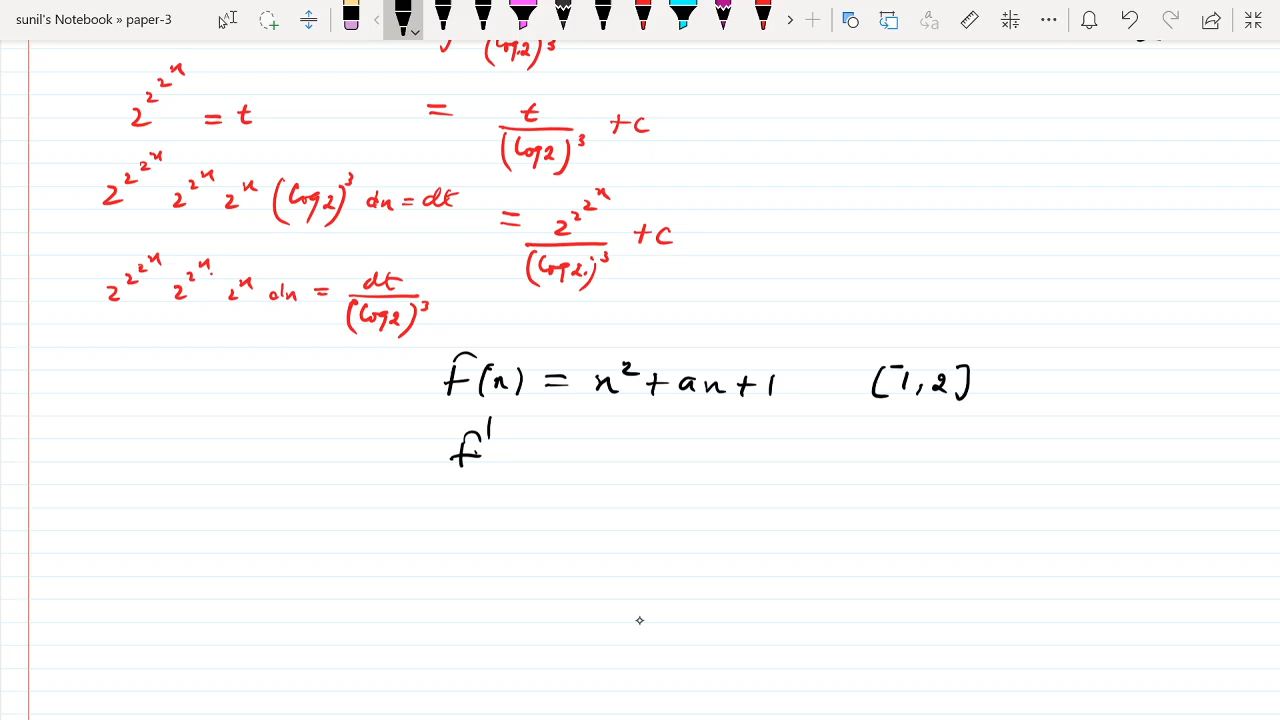 sunil's Notebook » paper-3
(log2)^3
2^2^2^x = t
= t/(log2)^3 + c
2^2^2^x 2^2^x 2^x (log2)^3 dx = dt
= 2^2^2^x/(log2)^3 + c
2^2^2^x 2^2^x. 2^x dx = dt/(log2)^3
f(x) = x^2 + ax + 1 [1, 2]
f'